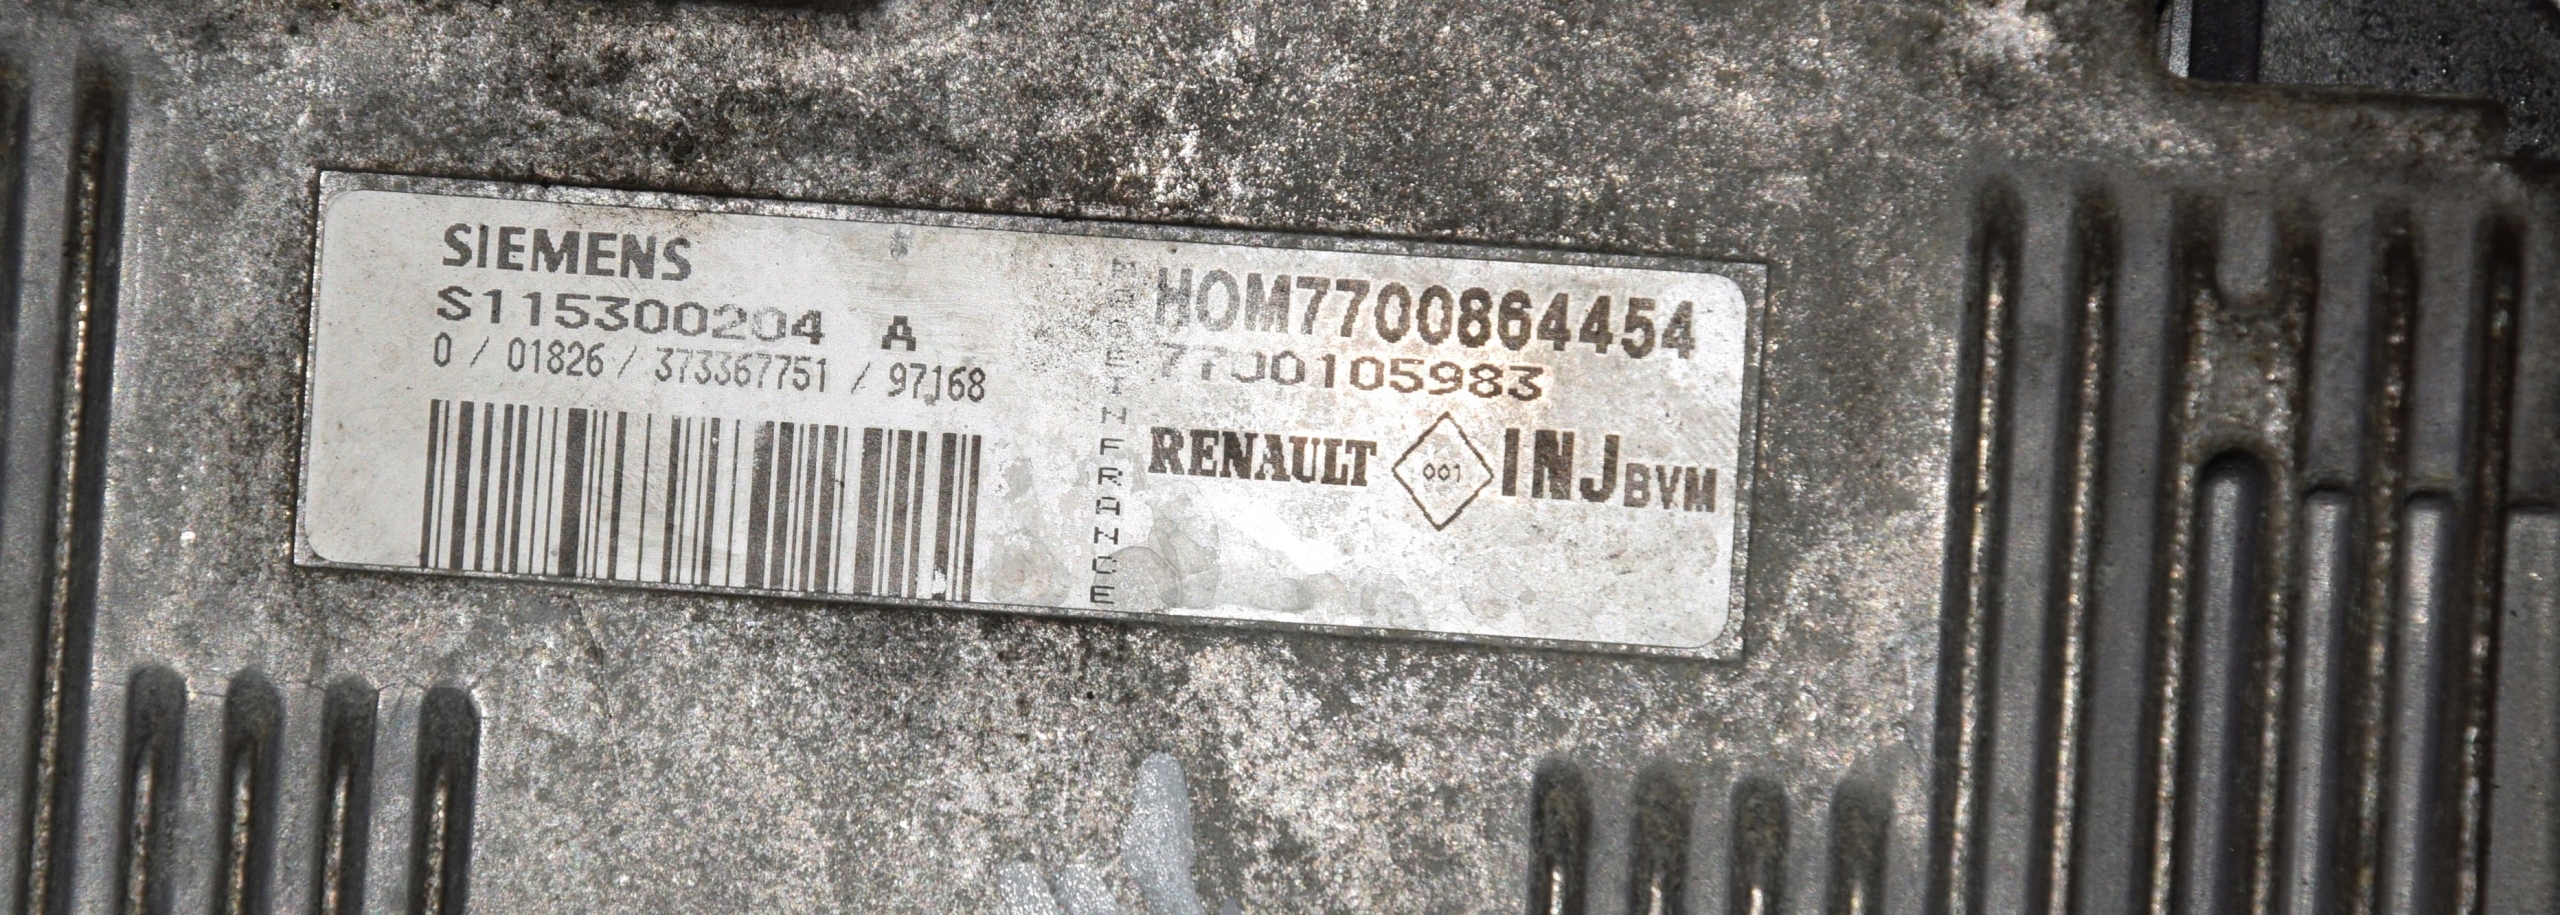 SIEMENS
S115300204 A
0 / 01826 / 373367751 / 97168
MADE IN FRANCE
HOM7700864454
7700105983
RENAULT 001 INJ BVM